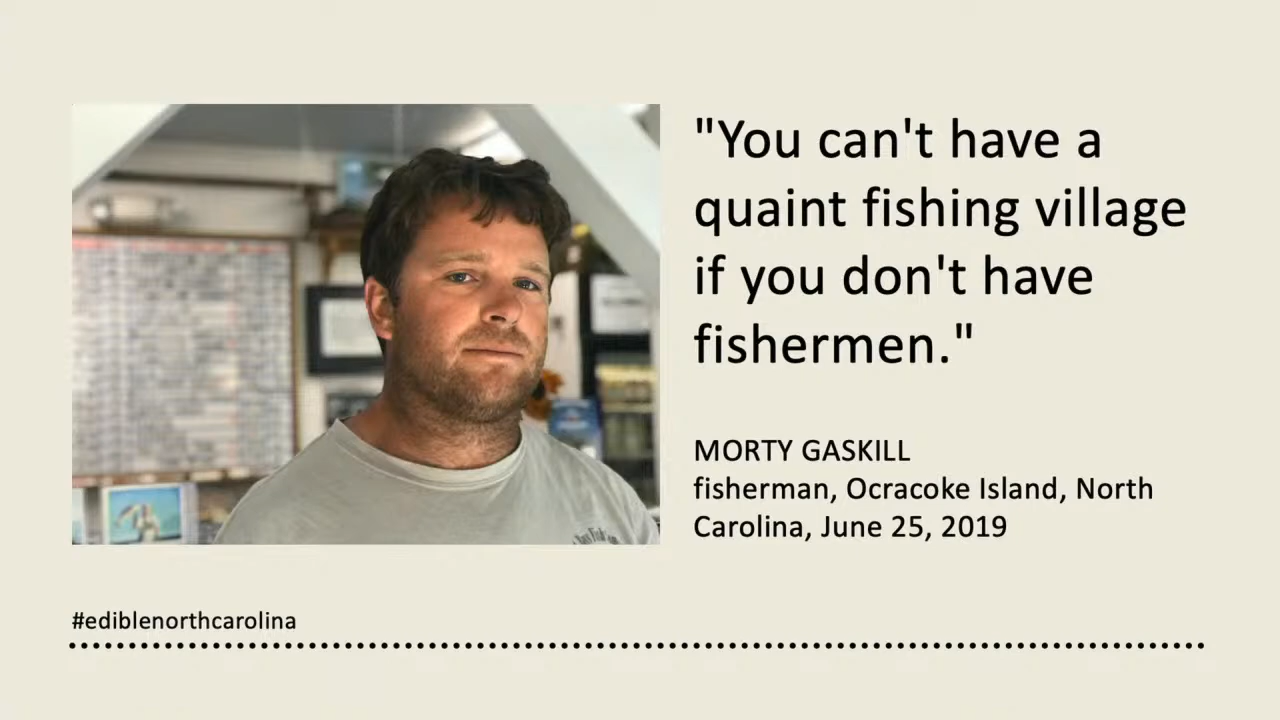 "You can't have a
quaint fishing village
if you don't have
fishermen."
MORTY GASKILL
fisherman, Ocracoke Island, North
Carolina, June 25, 2019
#ediblenorthcarolina